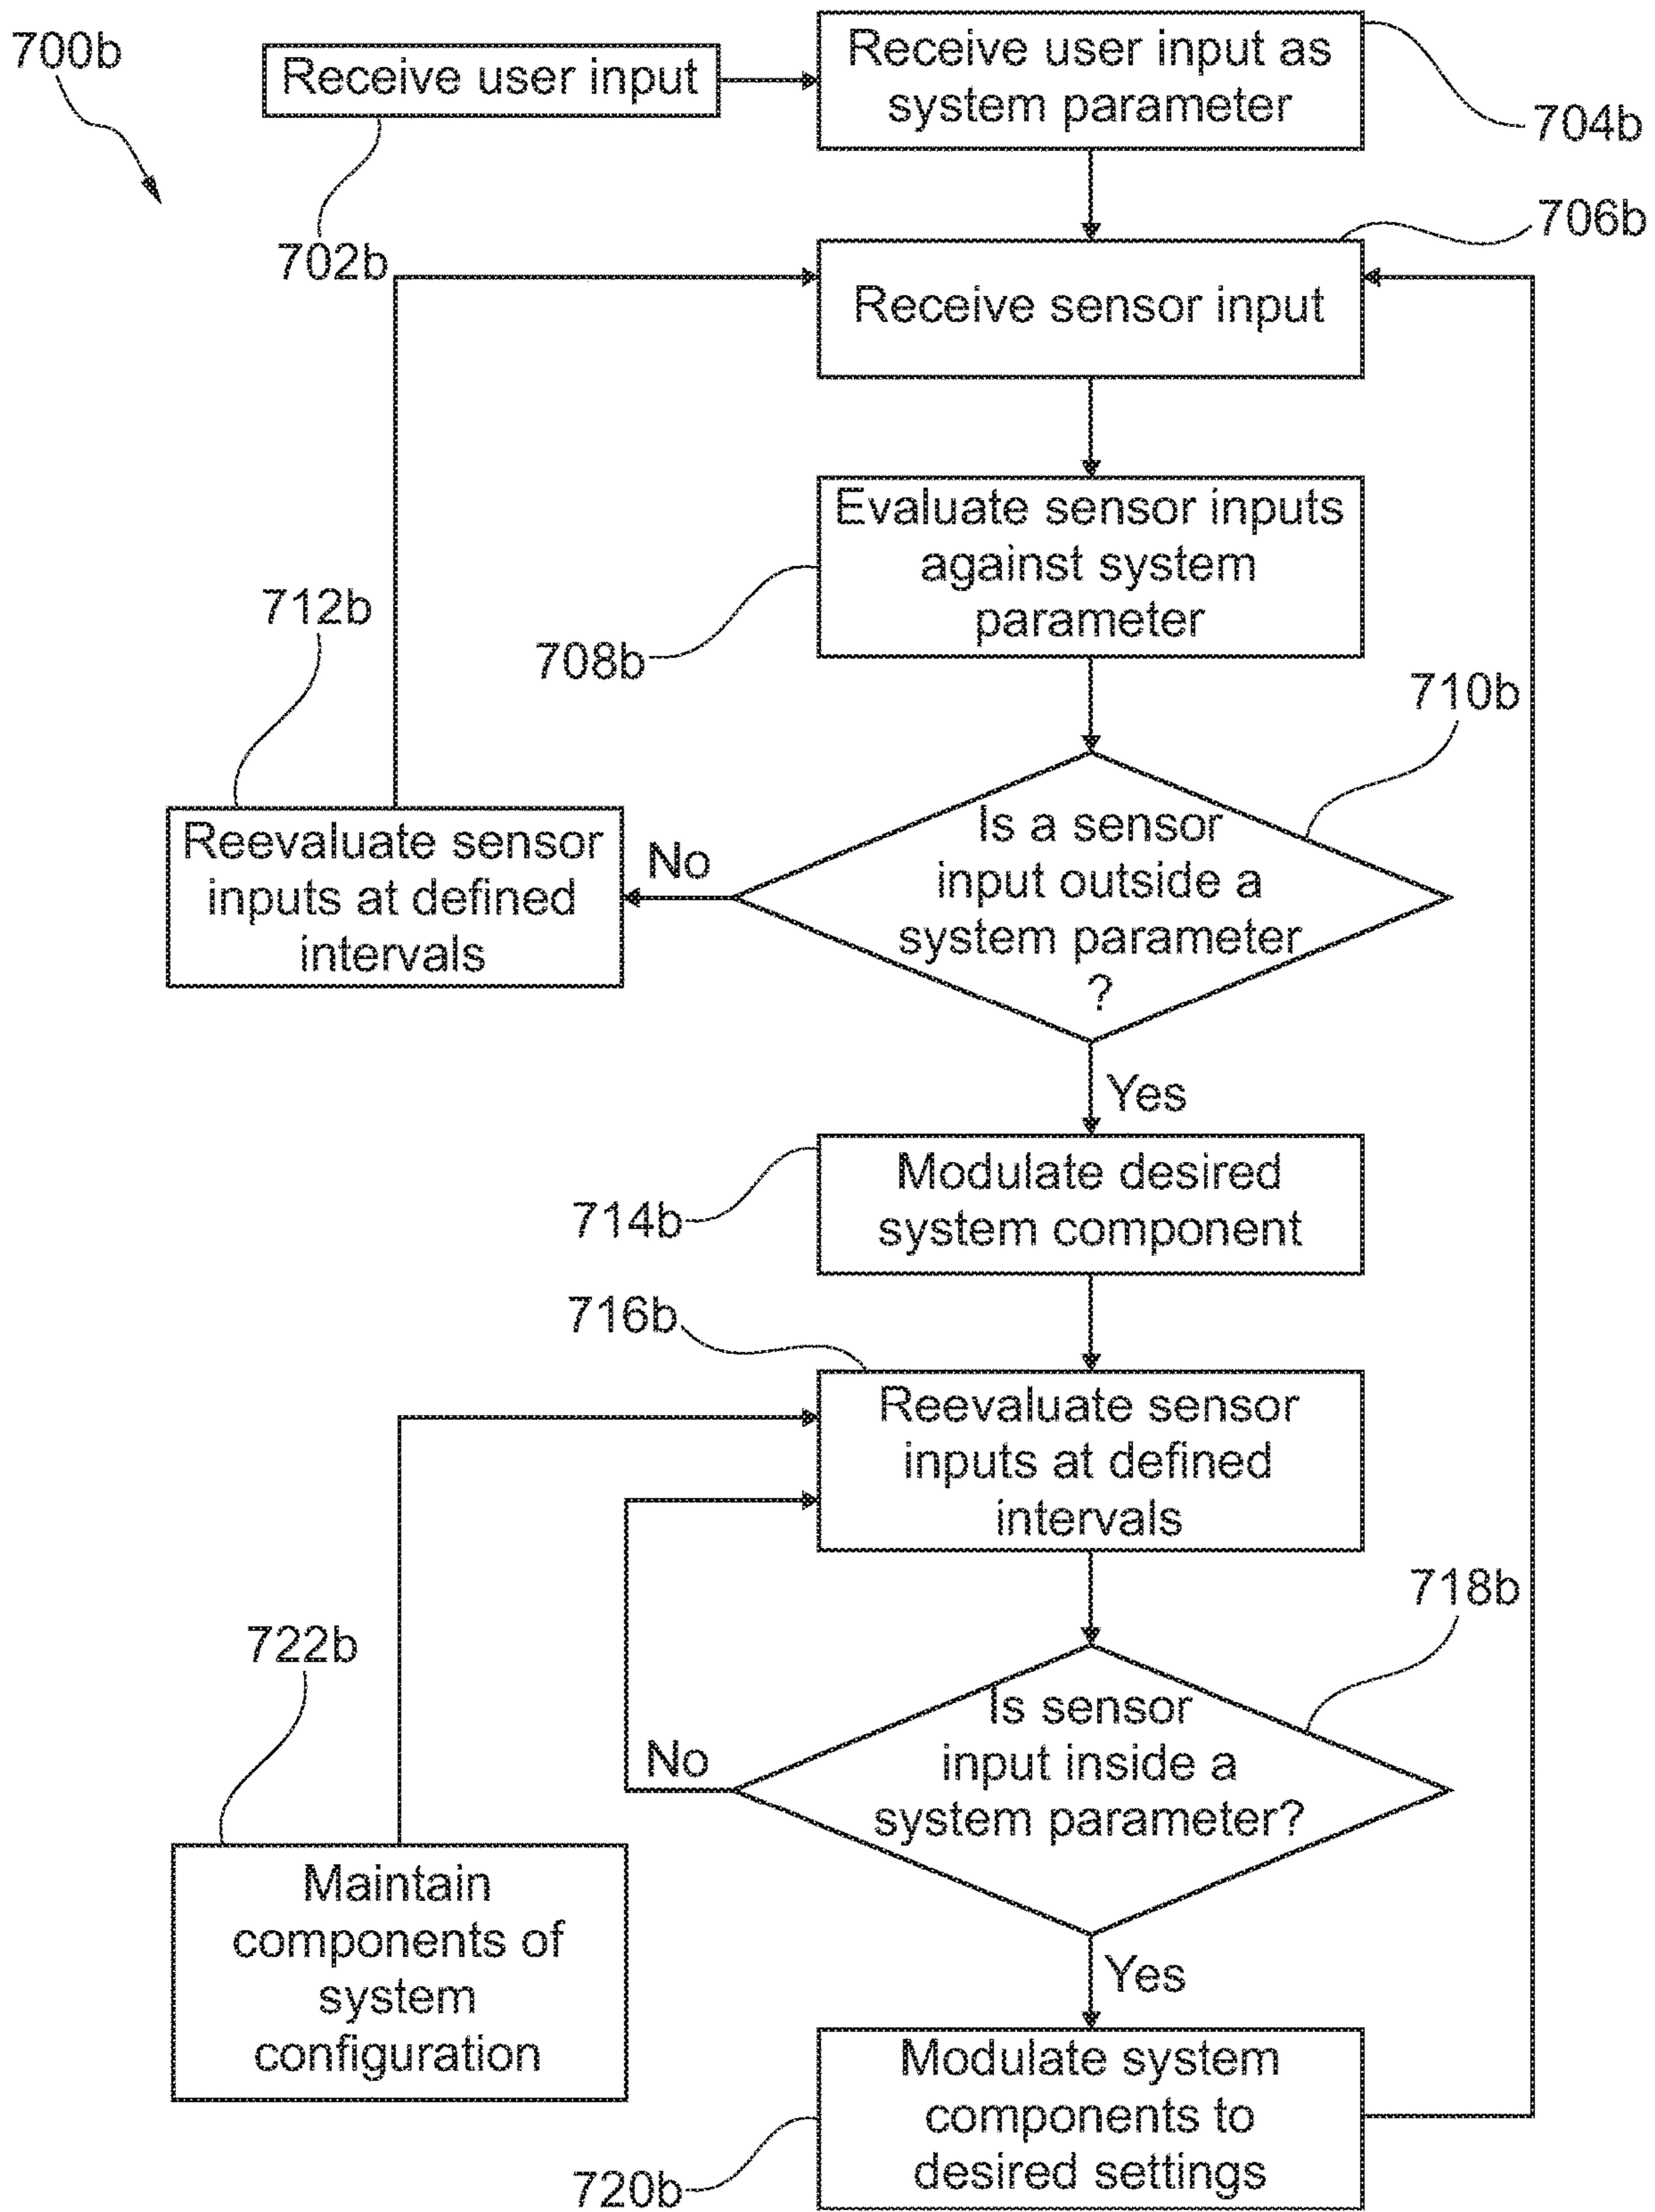 700b
Receive user input
Receive user input as
system parameter
704b
702b
706b
Receive sensor input
Evaluate sensor inputs
against system
parameter
708b
712b
710b
Reevaluate sensor
inputs at defined
intervals
No
Is a sensor
input outside a
system parameter
?
Yes
Modulate desired
system component
714b
716b
Reevaluate sensor
inputs at defined
intervals
718b
722b
No
Is sensor
input inside a
system parameter?
Maintain
components of
system
configuration
Yes
Modulate system
components to
desired settings
720b